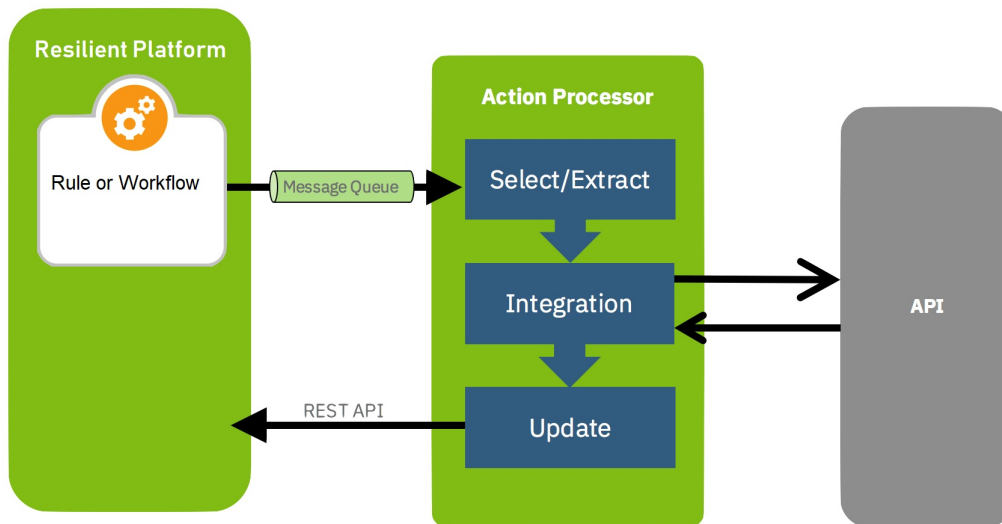 Resilient Platform
Rule or Workflow
Message Queue
Action Processor
Select/Extract
Integration
Update
REST API
API